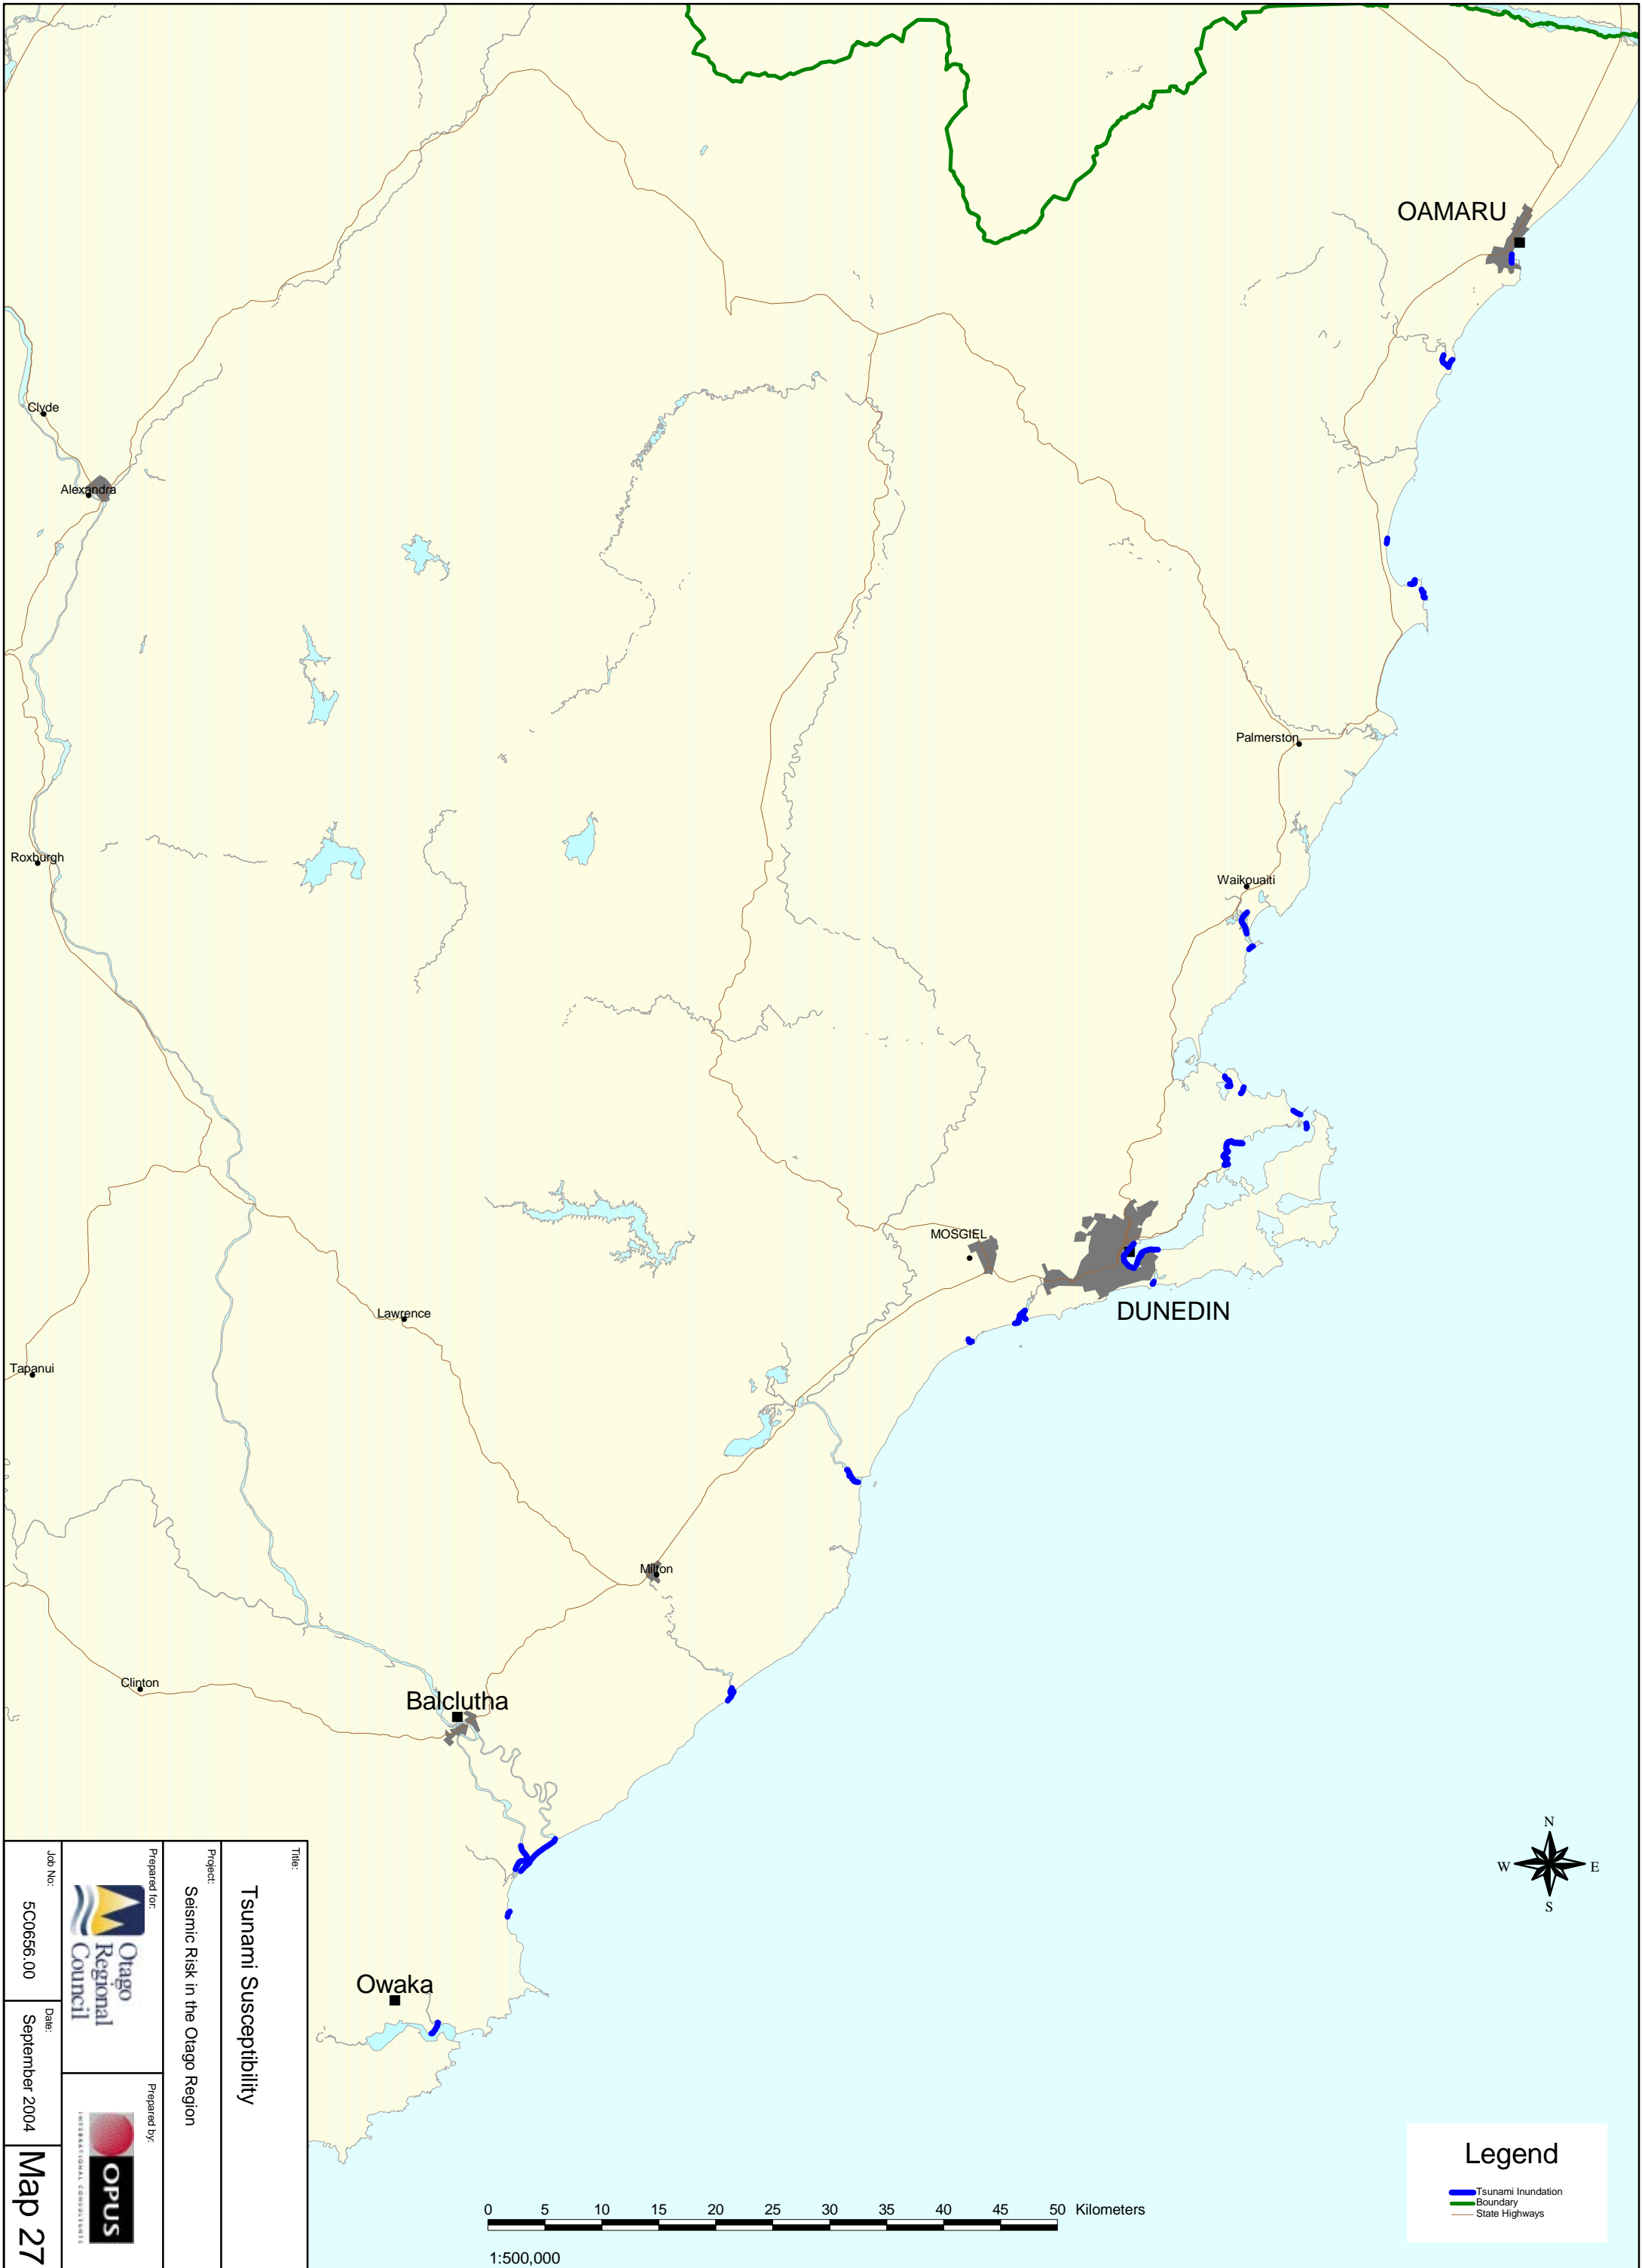 OAMARU
Clyde
Alexandra
Palmerston
Roxburgh
Waikouaiti
MOSGIEL
DUNEDIN
Lawrence
Tapanui
Milton
Clinton
Balclutha
Owaka
N
W E
S
Title:
Tsunami Susceptibility
Project:
Seismic Risk in the Otago Region
Prepared for:
Otago
Regional
Council
Prepared by:
OPUS
INTERNATIONAL CONSULTANTS
Job No:
5C0656.00
Date:
September 2004
Map 27
0 5 10 15 20 25 30 35 40 45 50 Kilometers
1:500,000
Legend
Tsunami Inundation
Boundary
State Highways